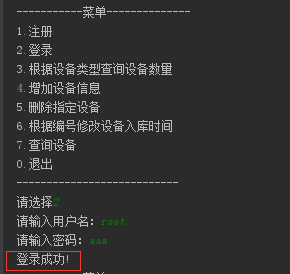 -----------菜单--------------
1.注册
2.登录
3.根据设备类型查询设备数量
4.增加设备信息
5.删除指定设备
6.根据编号修改设备入库时间
7.查询设备
0.退出
---------------------------
请选择2
请输入用户名：root
请输入密码：aaa
登录成功!